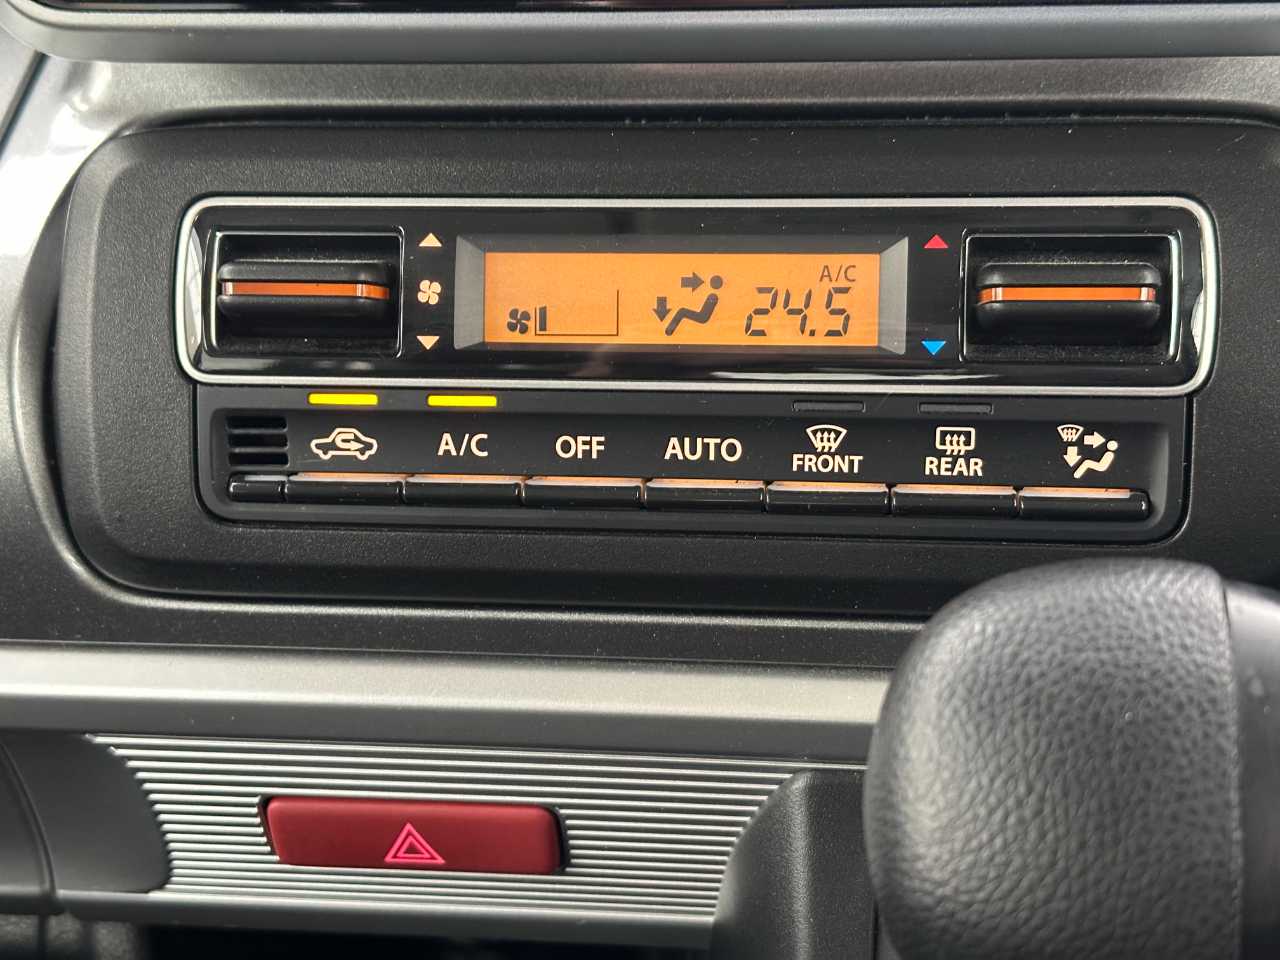 A/C
24.5
A/C OFF AUTO FRONT REAR